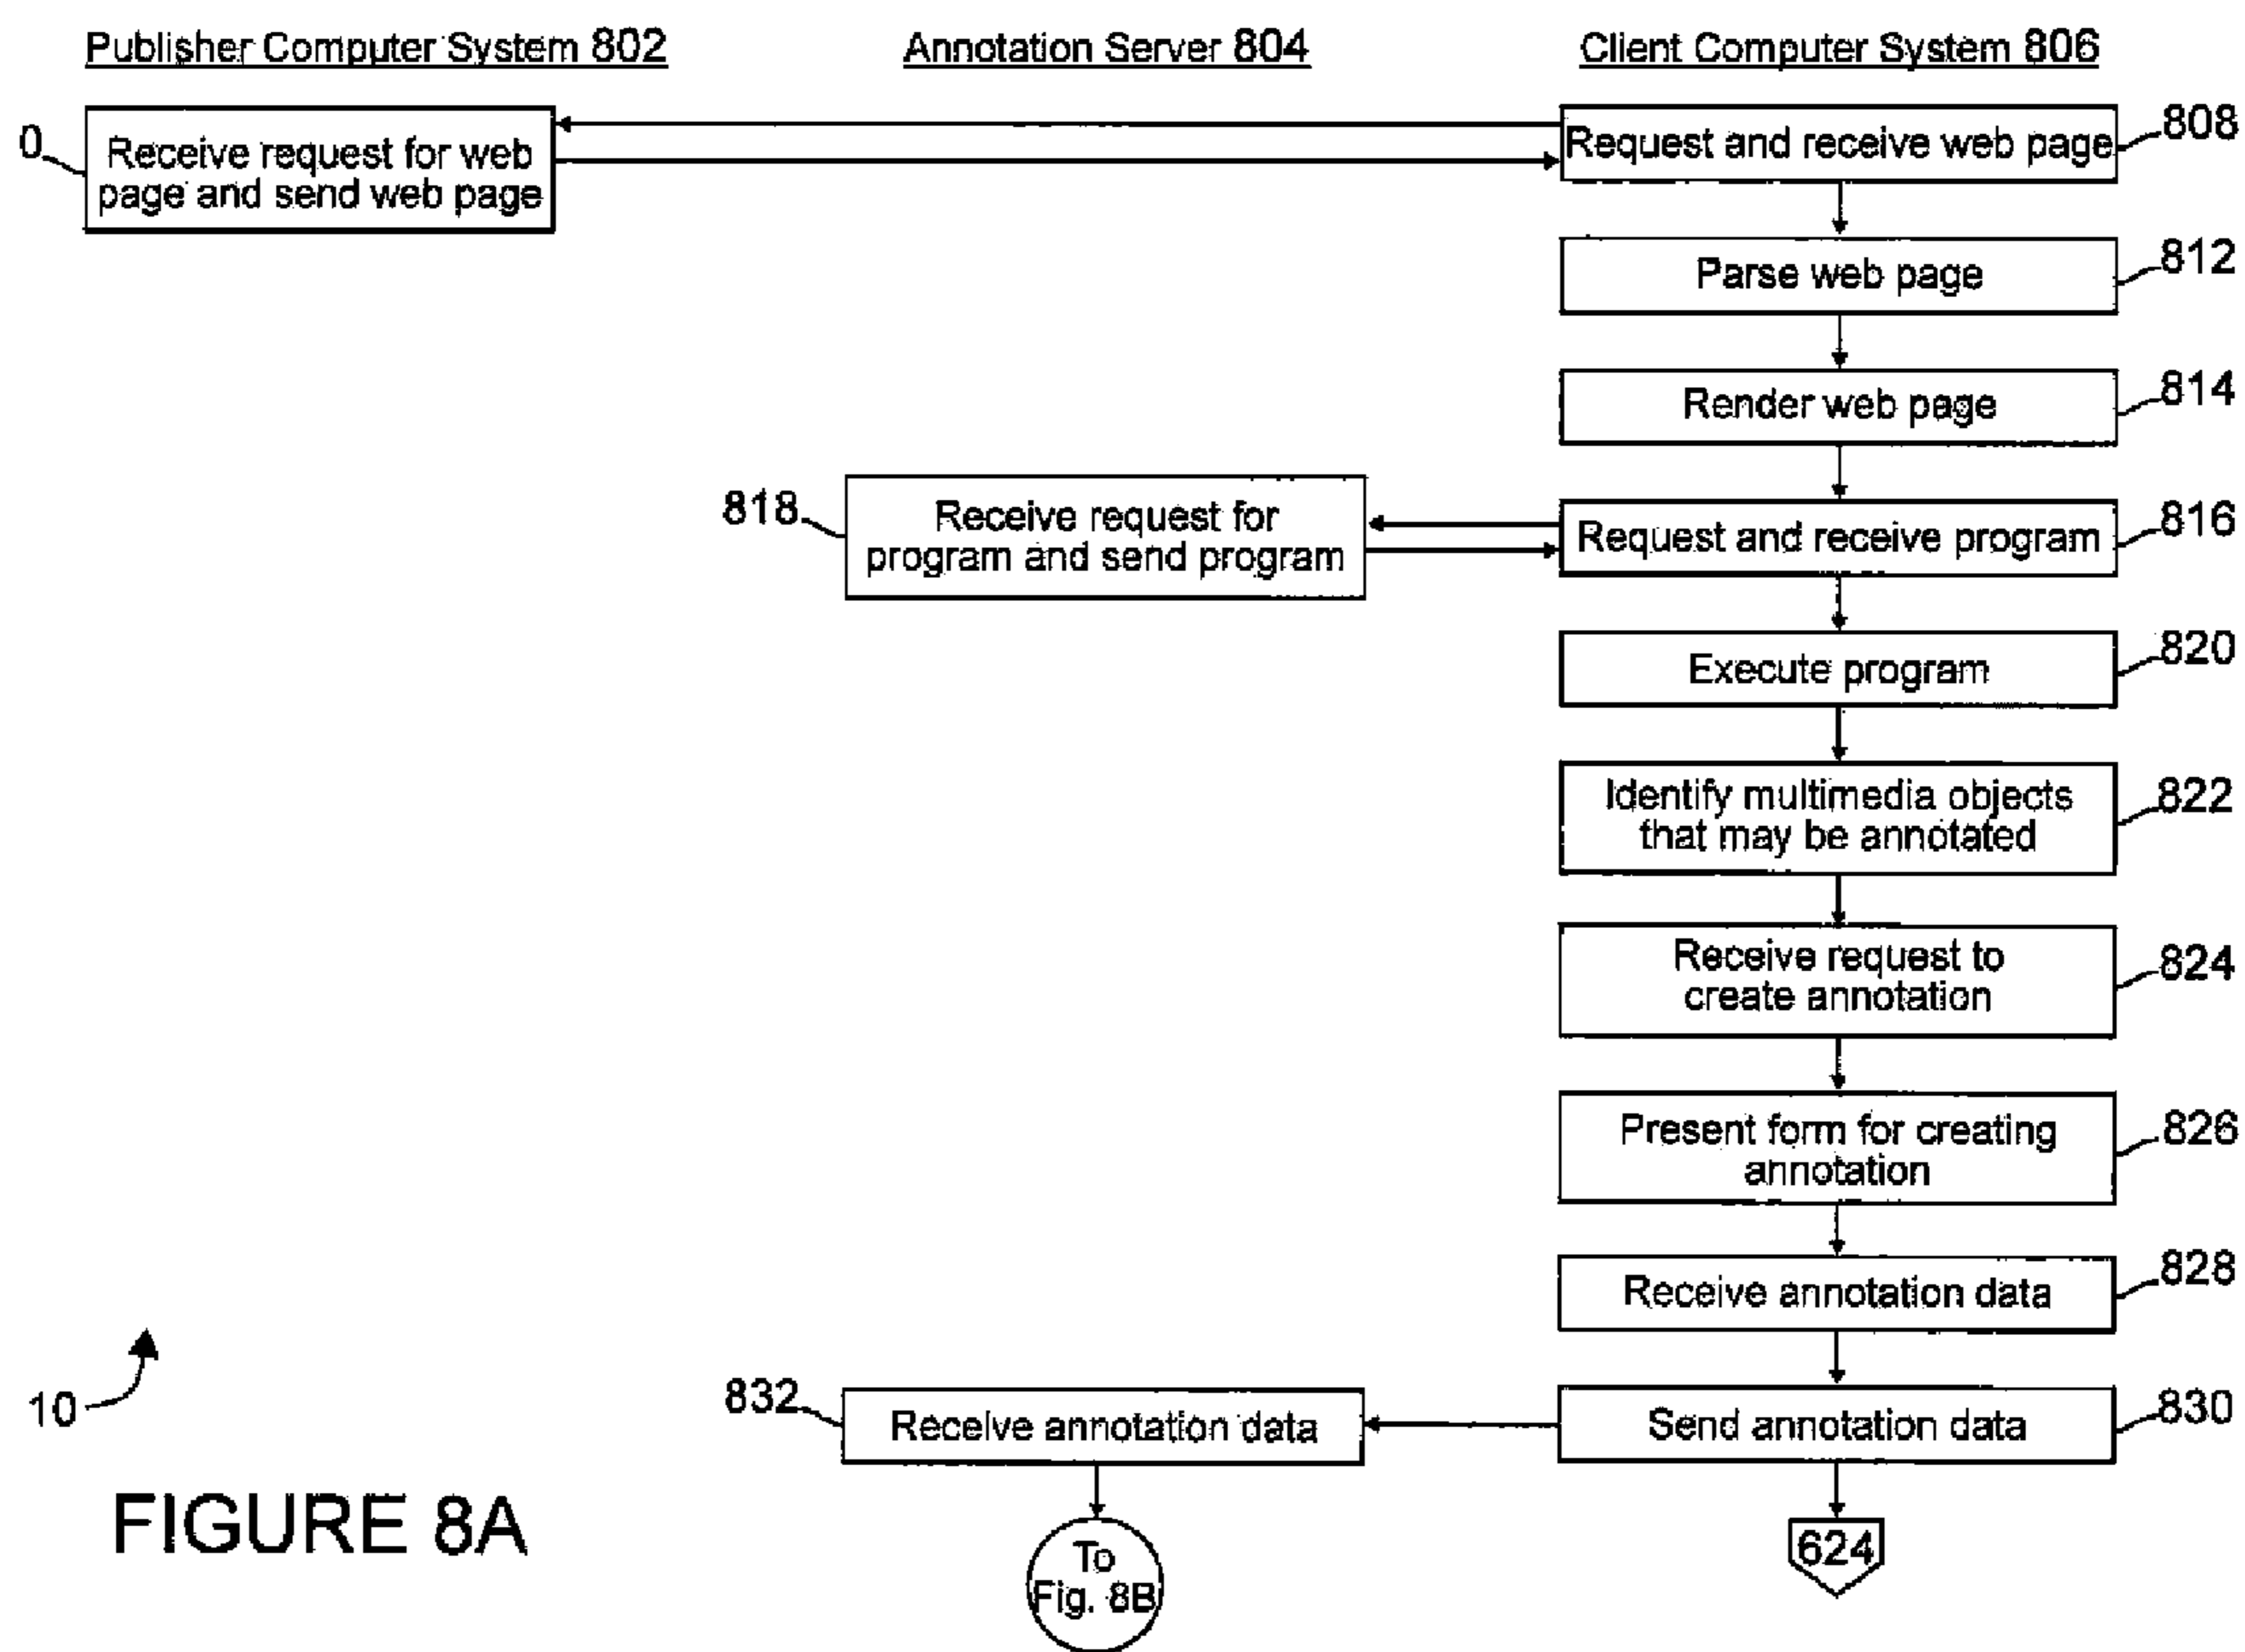 Publisher Computer System 802
Annotation Server 804
Client Computer System 806
0
Receive request for web
page and send web page
Request and receive web page
808
Parse web page
812
Render web page
814
818
Receive request for
program and send program
Request and receive program
816
Execute program
820
Identify multimedia objects
that may be annotated
822
Receive request to
create annotation
824
Present form for creating
annotation
826
Receive annotation data
828
10
832
Receive annotation data
Send annotation data
830
FIGURE 8A
To
Fig. 8B
624